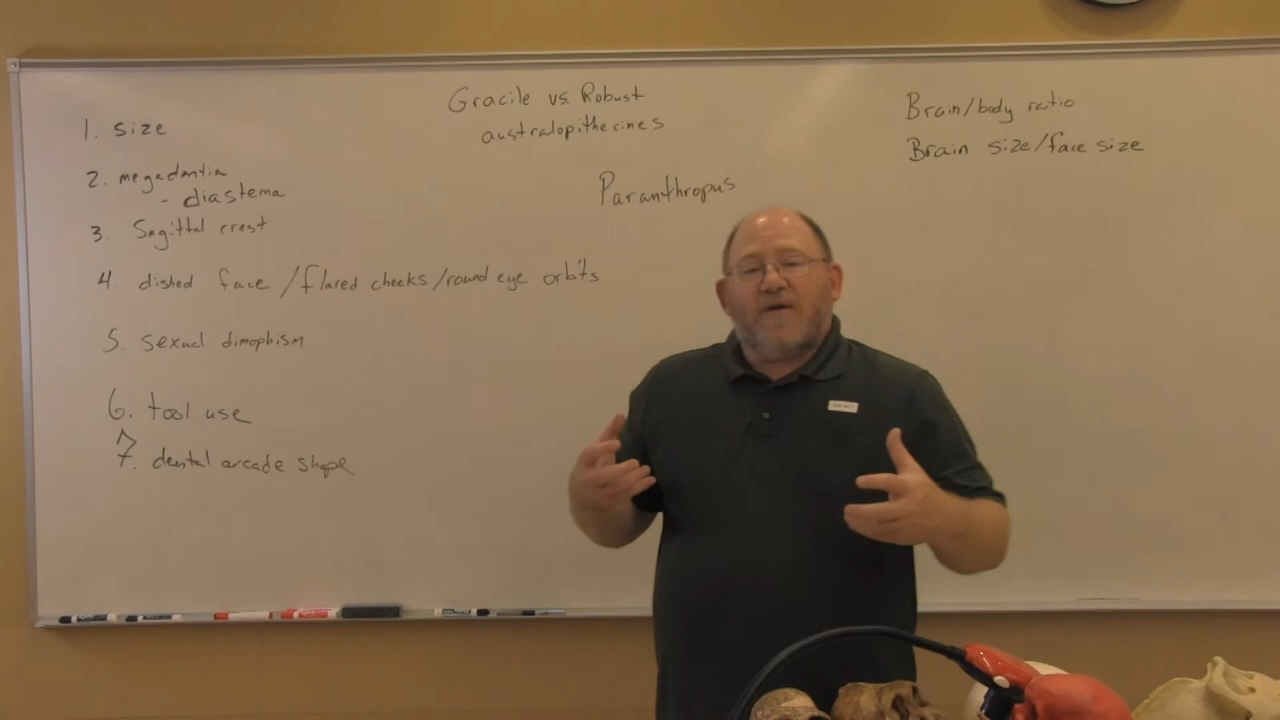 Gracile vs. Robust
australopithecines
Paranthropus
1. size
2. megadontia
- diastema
3. Sagittal crest
4. dished face / flared cheeks / round eye orbits
5. sexual dimophism
6. tool use
7. dental arcade shape
Brain/body ratio
Brain size/face size